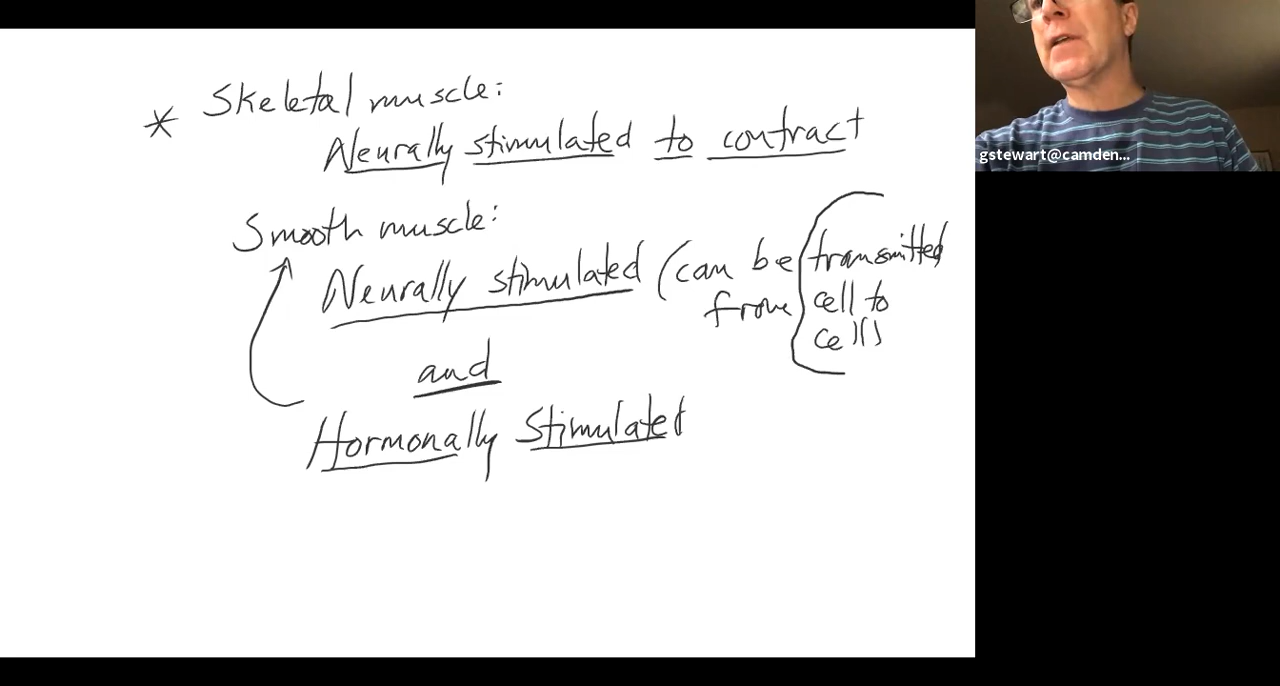 * Skeletal muscle:
Neurally stimulated to contract
Smooth muscle:
Neurally stimulated (can be transmitted
from cell to
cell)
and
Hormonally Stimulated
gstewart@camden...